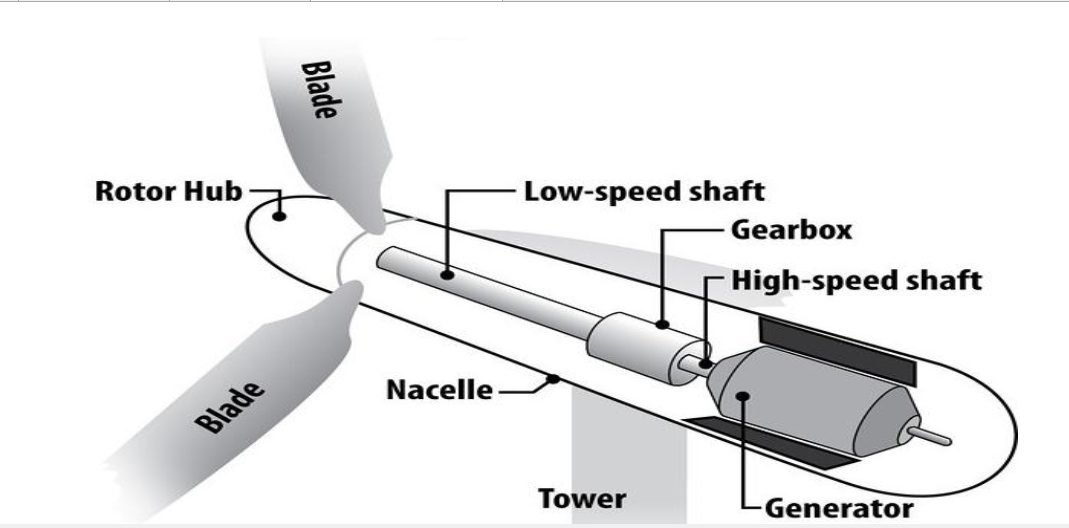 Blade
Rotor Hub
Low-speed shaft
Gearbox
High-speed shaft
Nacelle
Blade
Tower
Generator